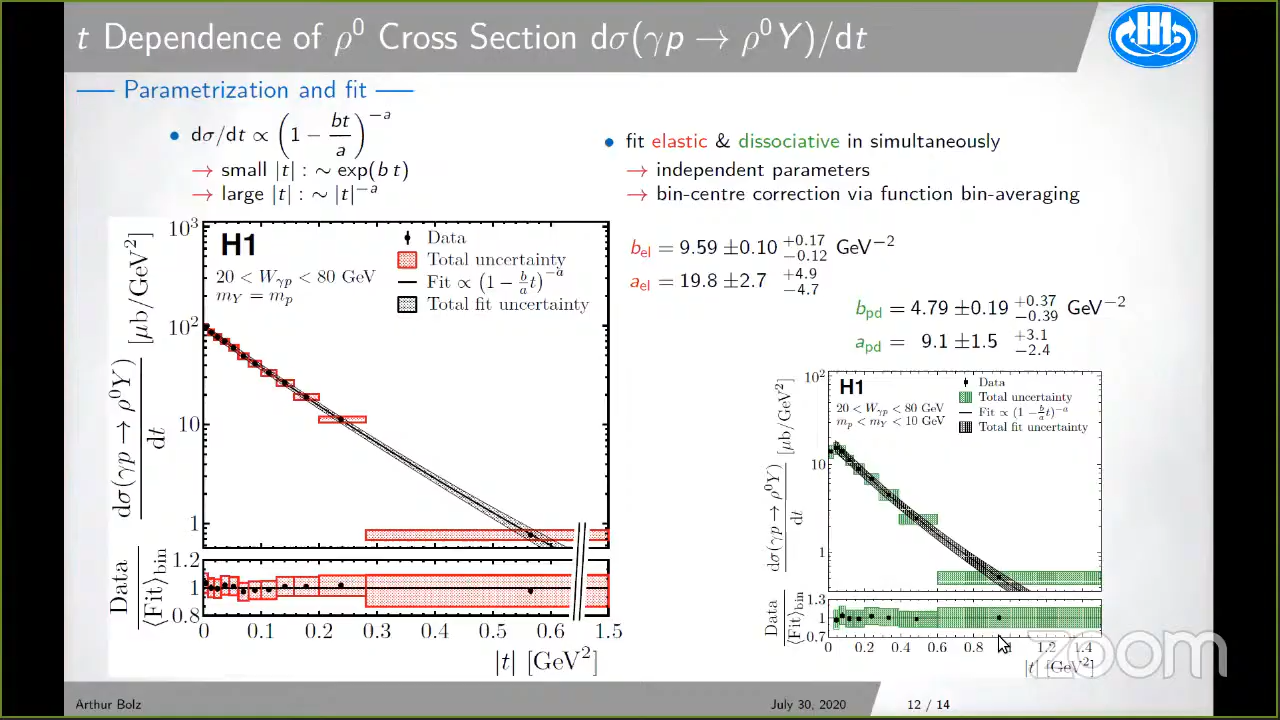 t Dependence of ρ⁰ Cross Section dσ(γp → ρ⁰Y)/dt
H1
Parametrization and fit
• dσ/dt ∝ (1 − bt/a)^−a
→ small |t| : ∼ exp(b t)
→ large |t| : ∼ |t|^−a
• fit elastic & dissociative in simultaneously
→ independent parameters
→ bin-centre correction via function bin-averaging
b_el = 9.59 ±0.10 +0.17 −0.12 GeV⁻²
a_el = 19.8 ±2.7 +4.9 −4.7
b_pd = 4.79 ±0.19 +0.37 −0.39 GeV⁻²
a_pd = 9.1 ±1.5 +3.1 −2.4
H1
20 < W_γp < 80 GeV
m_Y = m_p
Data
Total uncertainty
Fit ∝ (1 − b/a t)^−a
Total fit uncertainty
dσ(γp → ρ⁰Y)/dt [μb/GeV²]
10³
10²
10
1
Data/⟨Fit⟩_bin
1.2
1
0.8
0 0.1 0.2 0.3 0.4 0.5 0.6 1.5
|t| [GeV²]
H1
20 < W_γp < 80 GeV
m_p < m_Y < 10 GeV
Data
Total uncertainty
Fit ∝ (1 − b/a t)^−a
Total fit uncertainty
dσ(γp → ρ⁰Y)/dt [μb/GeV²]
10²
10
1
Data/⟨Fit⟩_bin
1.3
1
0.7
0 0.2 0.4 0.6 0.8 1.2 1.4
|t| [GeV²]
zoom
Arthur Bolz July 30, 2020 12 / 14